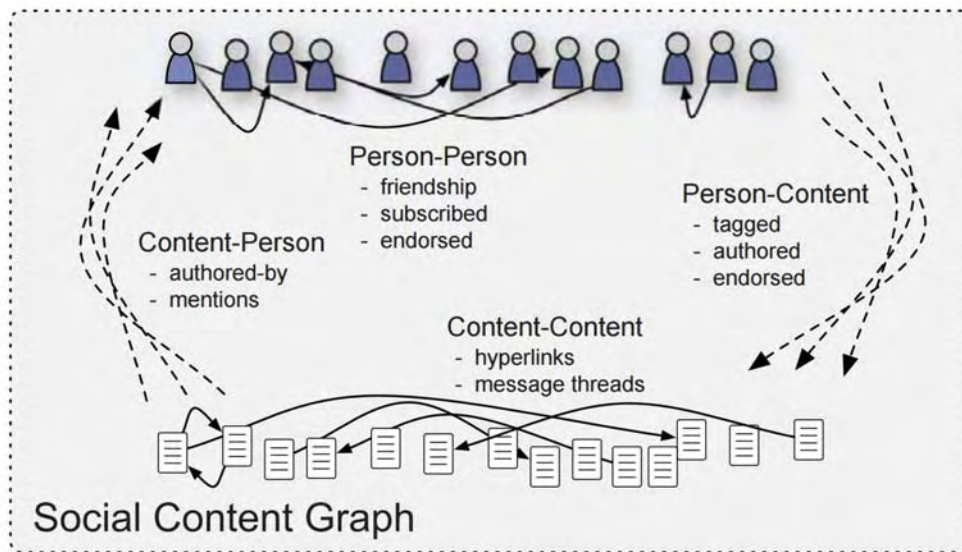 Person-Person
- friendship
- subscribed
- endorsed
Person-Content
- tagged
- authored
- endorsed
Content-Person
- authored-by
- mentions
Content-Content
- hyperlinks
- message threads
Social Content Graph